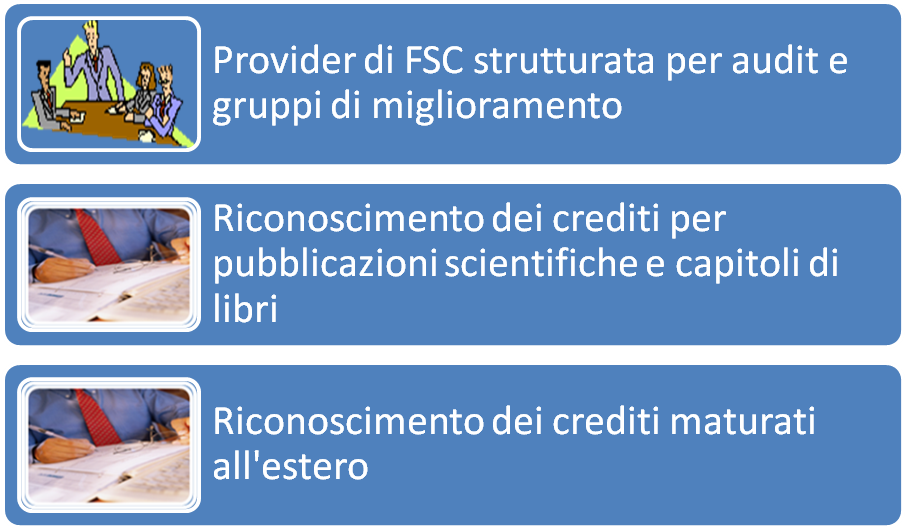 Provider di FSC strutturata per audit e
gruppi di miglioramento
Riconoscimento dei crediti per
pubblicazioni scientifiche e capitoli di
libri
Riconoscimento dei crediti maturati
all'estero